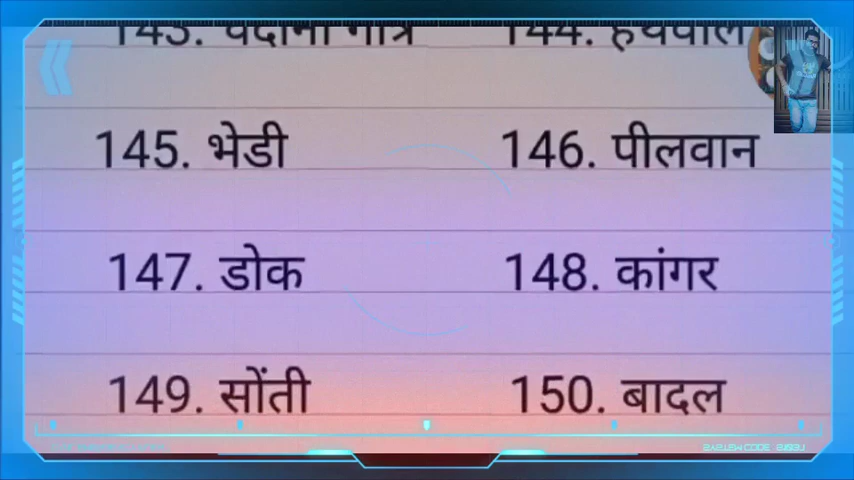 145. भेडी 146. पीलवान
147. डोक 148. कांगर
149. सोंती 150. बादल